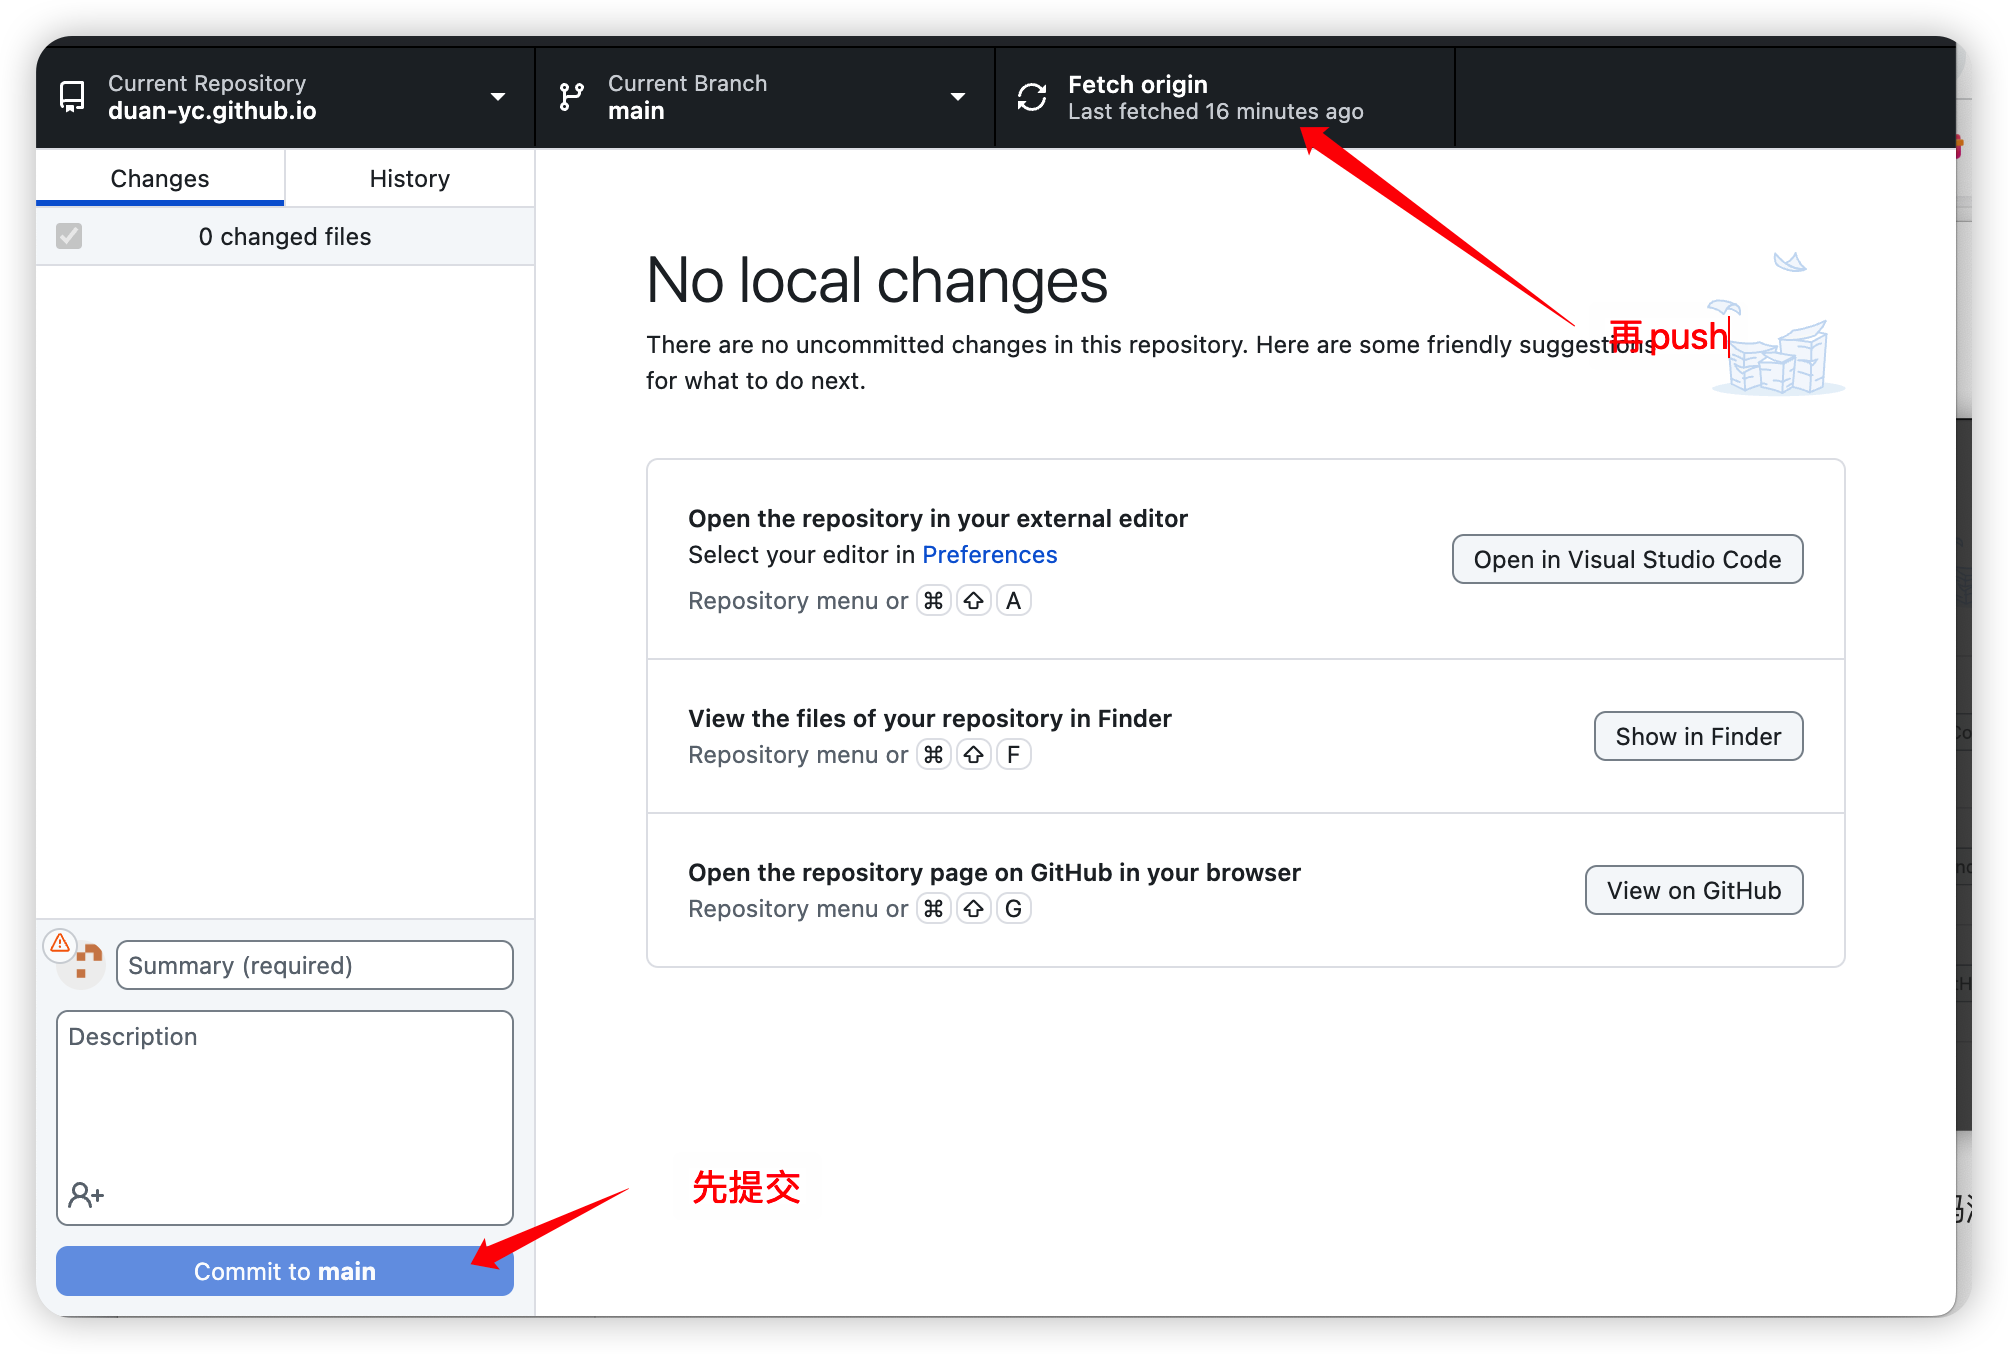 Current Repository
duan-yc.github.io
Current Branch
main
Fetch origin
Last fetched 16 minutes ago
Changes
History
0 changed files
No local changes
There are no uncommitted changes in this repository. Here are some friendly suggestions
for what to do next.
再push
Open the repository in your external editor
Select your editor in Preferences
Repository menu or ⌘ ⇧ A
Open in Visual Studio Code
View the files of your repository in Finder
Repository menu or ⌘ ⇧ F
Show in Finder
Open the repository page on GitHub in your browser
Repository menu or ⌘ ⇧ G
View on GitHub
Summary (required)
Description
先提交
Commit to main